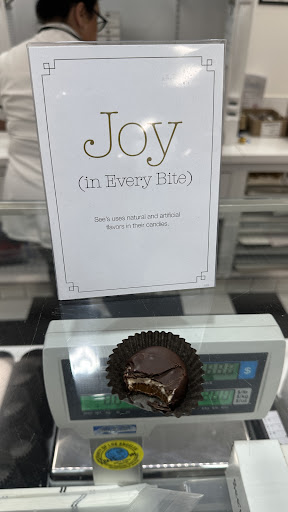 Joy
(in Every Bite)
See's uses natural and artificial
flavors in their candies.